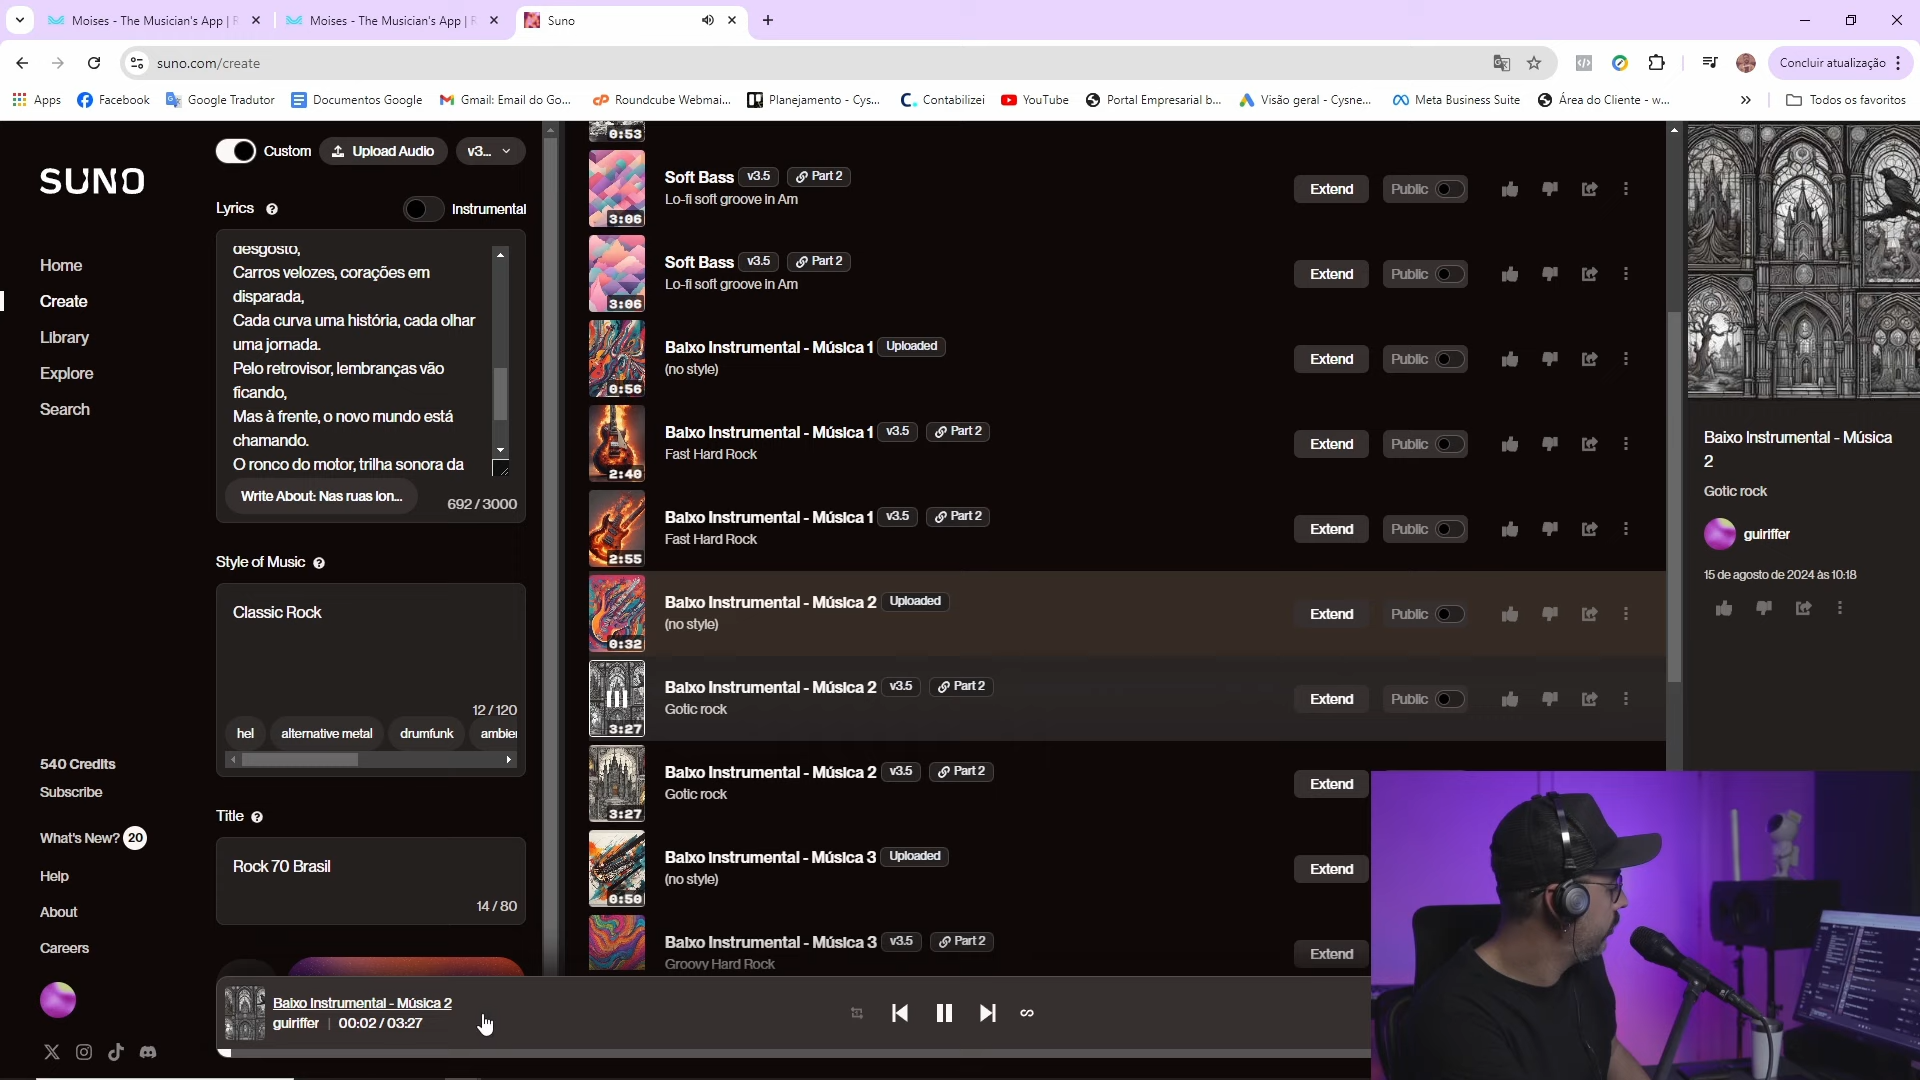 Moises - The Musician's App | R
Moises - The Musician's App | R
Suno
suno.com/create
Concluir atualização
Apps
Facebook
Google Tradutor
Documentos Google
Gmail: Email do Go...
Roundcube Webmai...
Planejamento - Cys...
Contabilizei
YouTube
Portal Empresarial b...
Visão geral - Cysne...
Meta Business Suite
Área do Cliente - w...
»
Todos os favoritos
SUNO
Home
Create
Library
Explore
Search
540 Credits
Subscribe
What's New? 20
Help
About
Careers
Custom
Upload Audio
v3...
Lyrics
Instrumental
desgosto,
Carros velozes, corações em
disparada,
Cada curva uma história, cada olhar
uma jornada.
Pelo retrovisor, lembranças vão
ficando,
Mas à frente, o novo mundo está
chamando.
O ronco do motor, trilha sonora da
Write About: Nas ruas lon...
692 / 3000
Style of Music
Classic Rock
12 / 120
hel
alternative metal
drumfunk
ambie
Title
Rock 70 Brasil
14 / 80
0:53
Soft Bass v3.5 Part 2
Lo-fi soft groove in Am
3:06
Extend
Public
Soft Bass v3.5 Part 2
Lo-fi soft groove in Am
3:06
Extend
Public
Baixo Instrumental - Música 1 Uploaded
(no style)
0:56
Extend
Public
Baixo Instrumental - Música 1 v3.5 Part 2
Fast Hard Rock
2:40
Extend
Public
Baixo Instrumental - Música 1 v3.5 Part 2
Fast Hard Rock
2:55
Extend
Public
Baixo Instrumental - Música 2 Uploaded
(no style)
0:32
Extend
Public
Baixo Instrumental - Música 2 v3.5 Part 2
Gotic rock
3:27
Extend
Public
Baixo Instrumental - Música 2 v3.5 Part 2
Gotic rock
3:27
Extend
Baixo Instrumental - Música 3 Uploaded
(no style)
0:50
Extend
Baixo Instrumental - Música 3 v3.5 Part 2
Groovy Hard Rock
Extend
Baixo Instrumental - Música
2
Gotic rock
guiriffer
15 de agosto de 2024 às 10:18
Baixo Instrumental - Música 2
guiriffer | 00:02 / 03:27